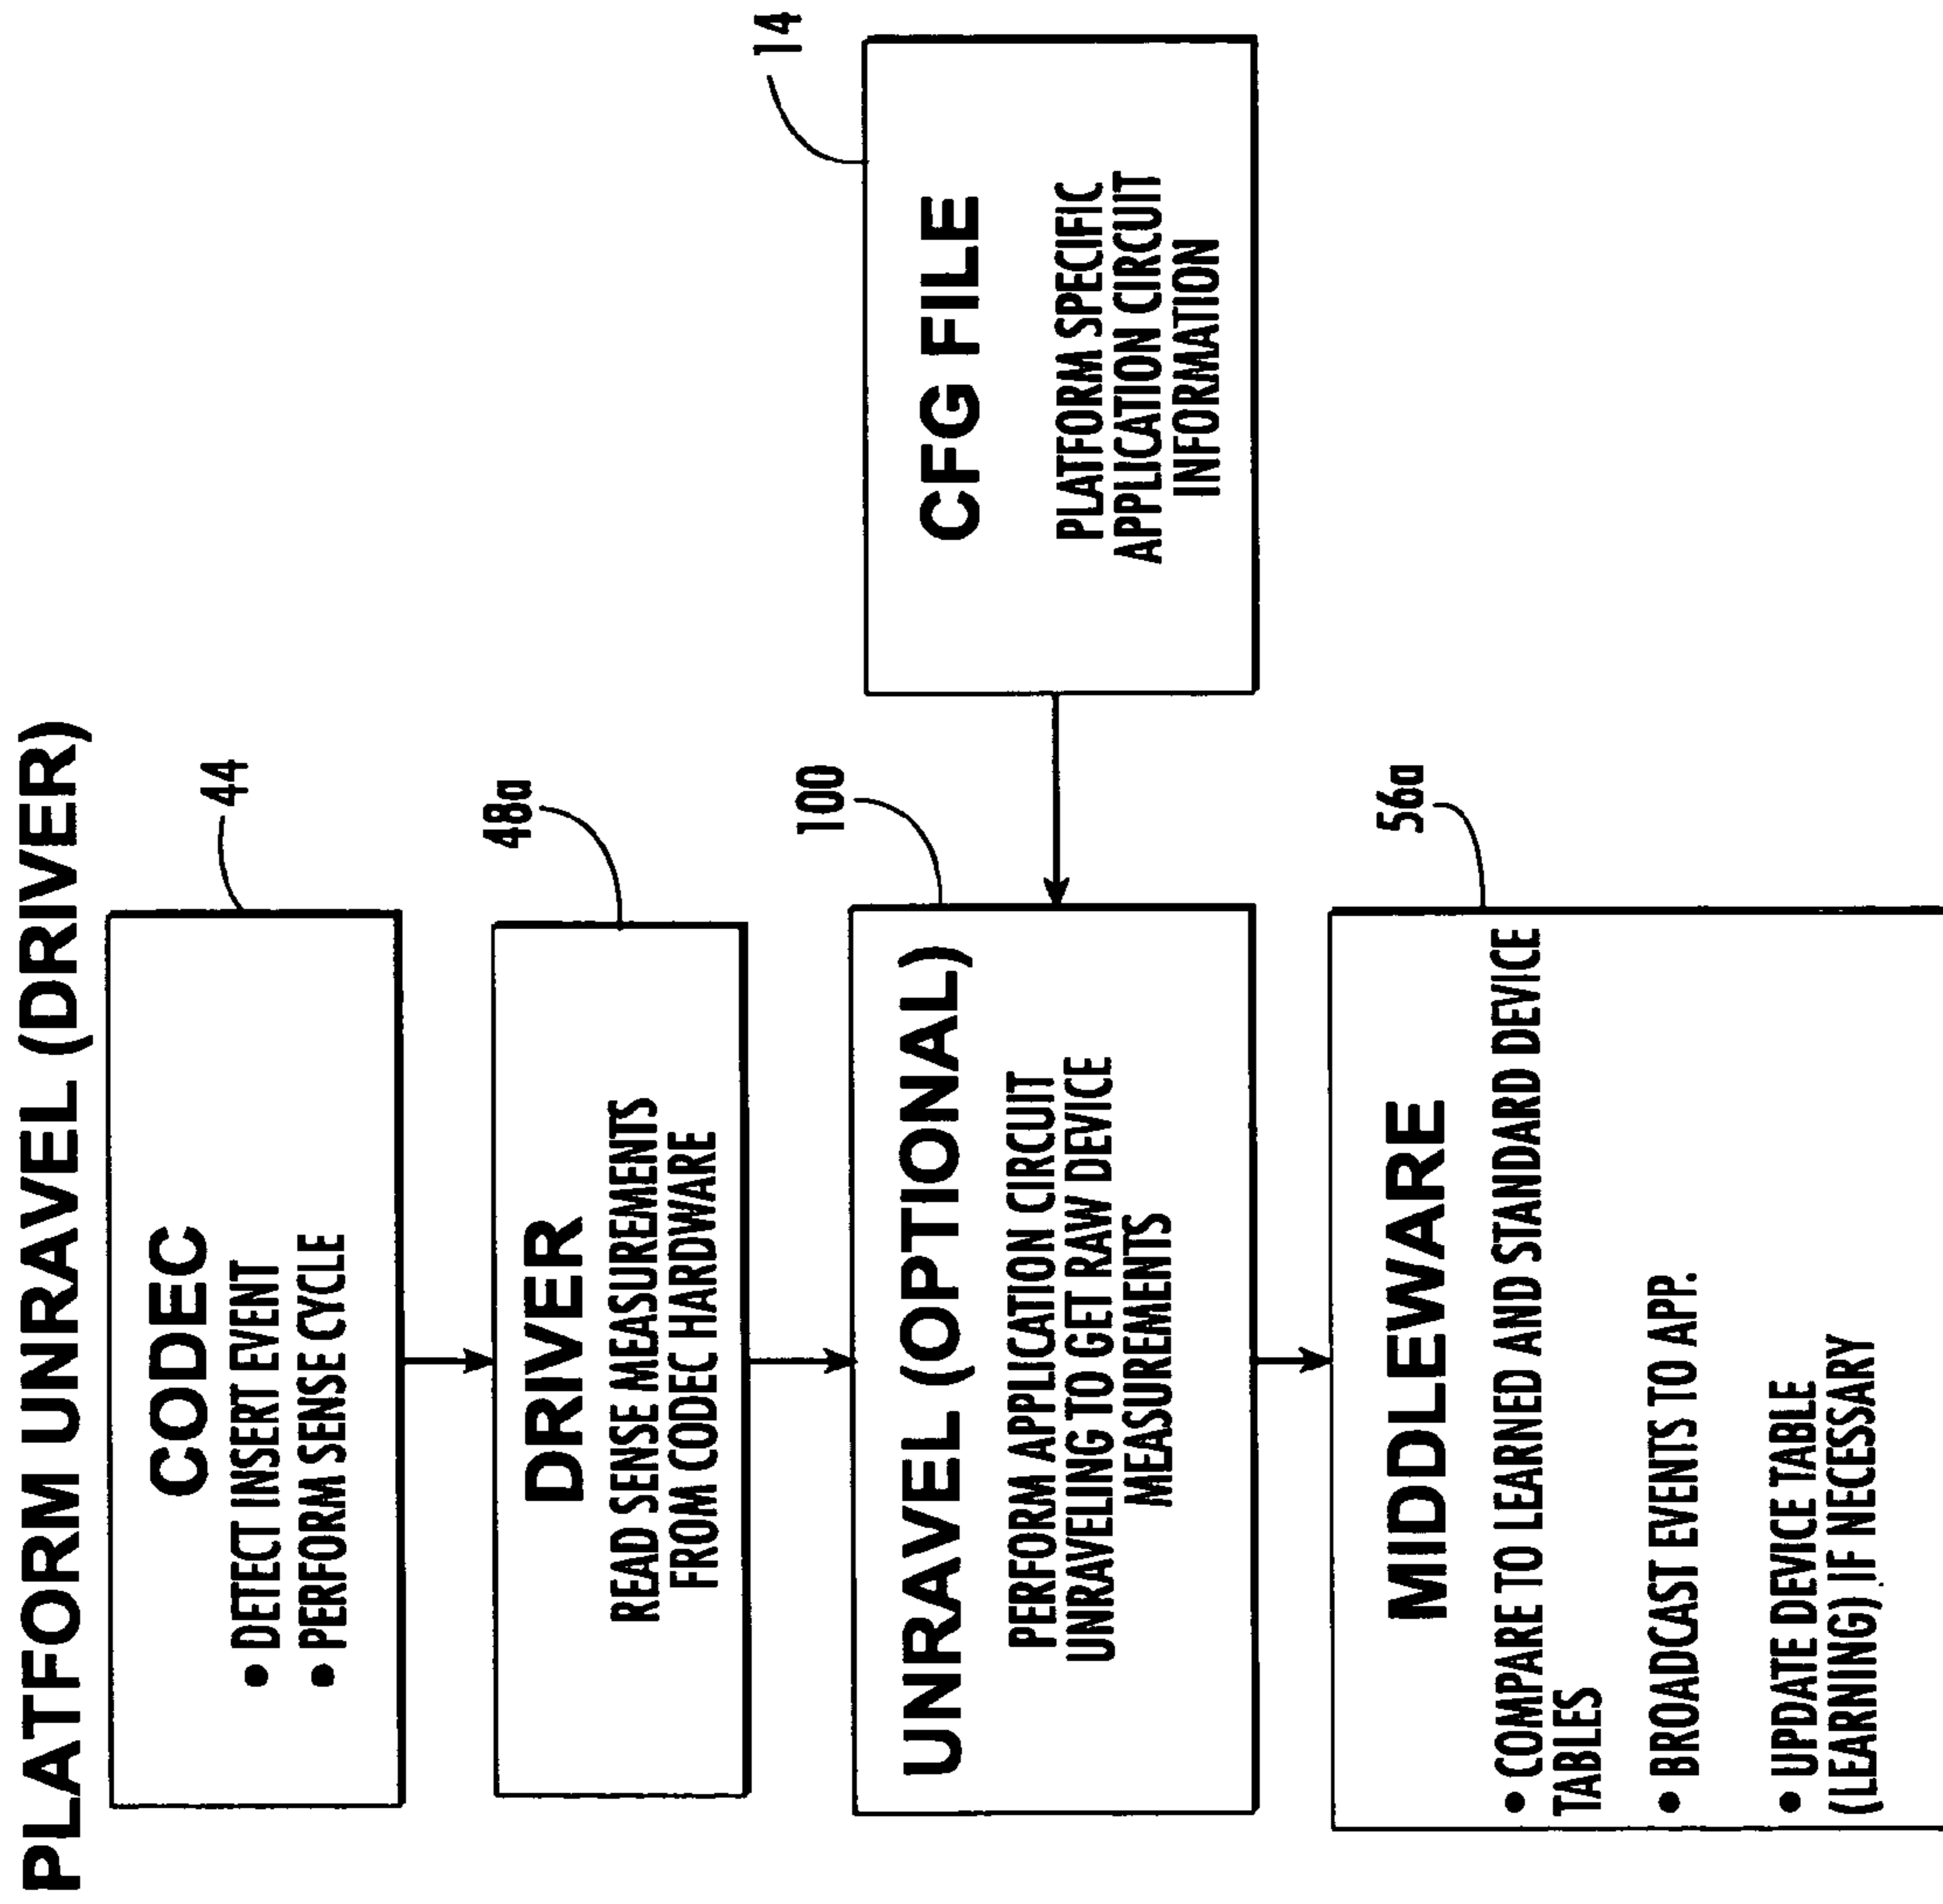 PLATFORM UNRAVEL (DRIVER)
44
CODEC
• DETECT INSERT EVENT
• PERFORM SENSE CYCLE
48a
DRIVER
READ SENSE MEASUREMENTS
FROM CODEC HARDWARE
100
UNRAVEL (OPTIONAL)
PERFORM APPLICATION CIRCUIT
UNRAVELING TO GET RAW DEVICE
MEASUREMENTS
14
CFG FILE
PLATFORM SPECIFIC
APPLICATION CIRCUIT
INFORMATION
56a
MIDDLEWARE
• COMPARE TO LEARNED AND STANDARD DEVICE
TABLES
• BROADCAST EVENTS TO APP.
• UPDATE DEVICE TABLE
(LEARNING) IF NECESSARY